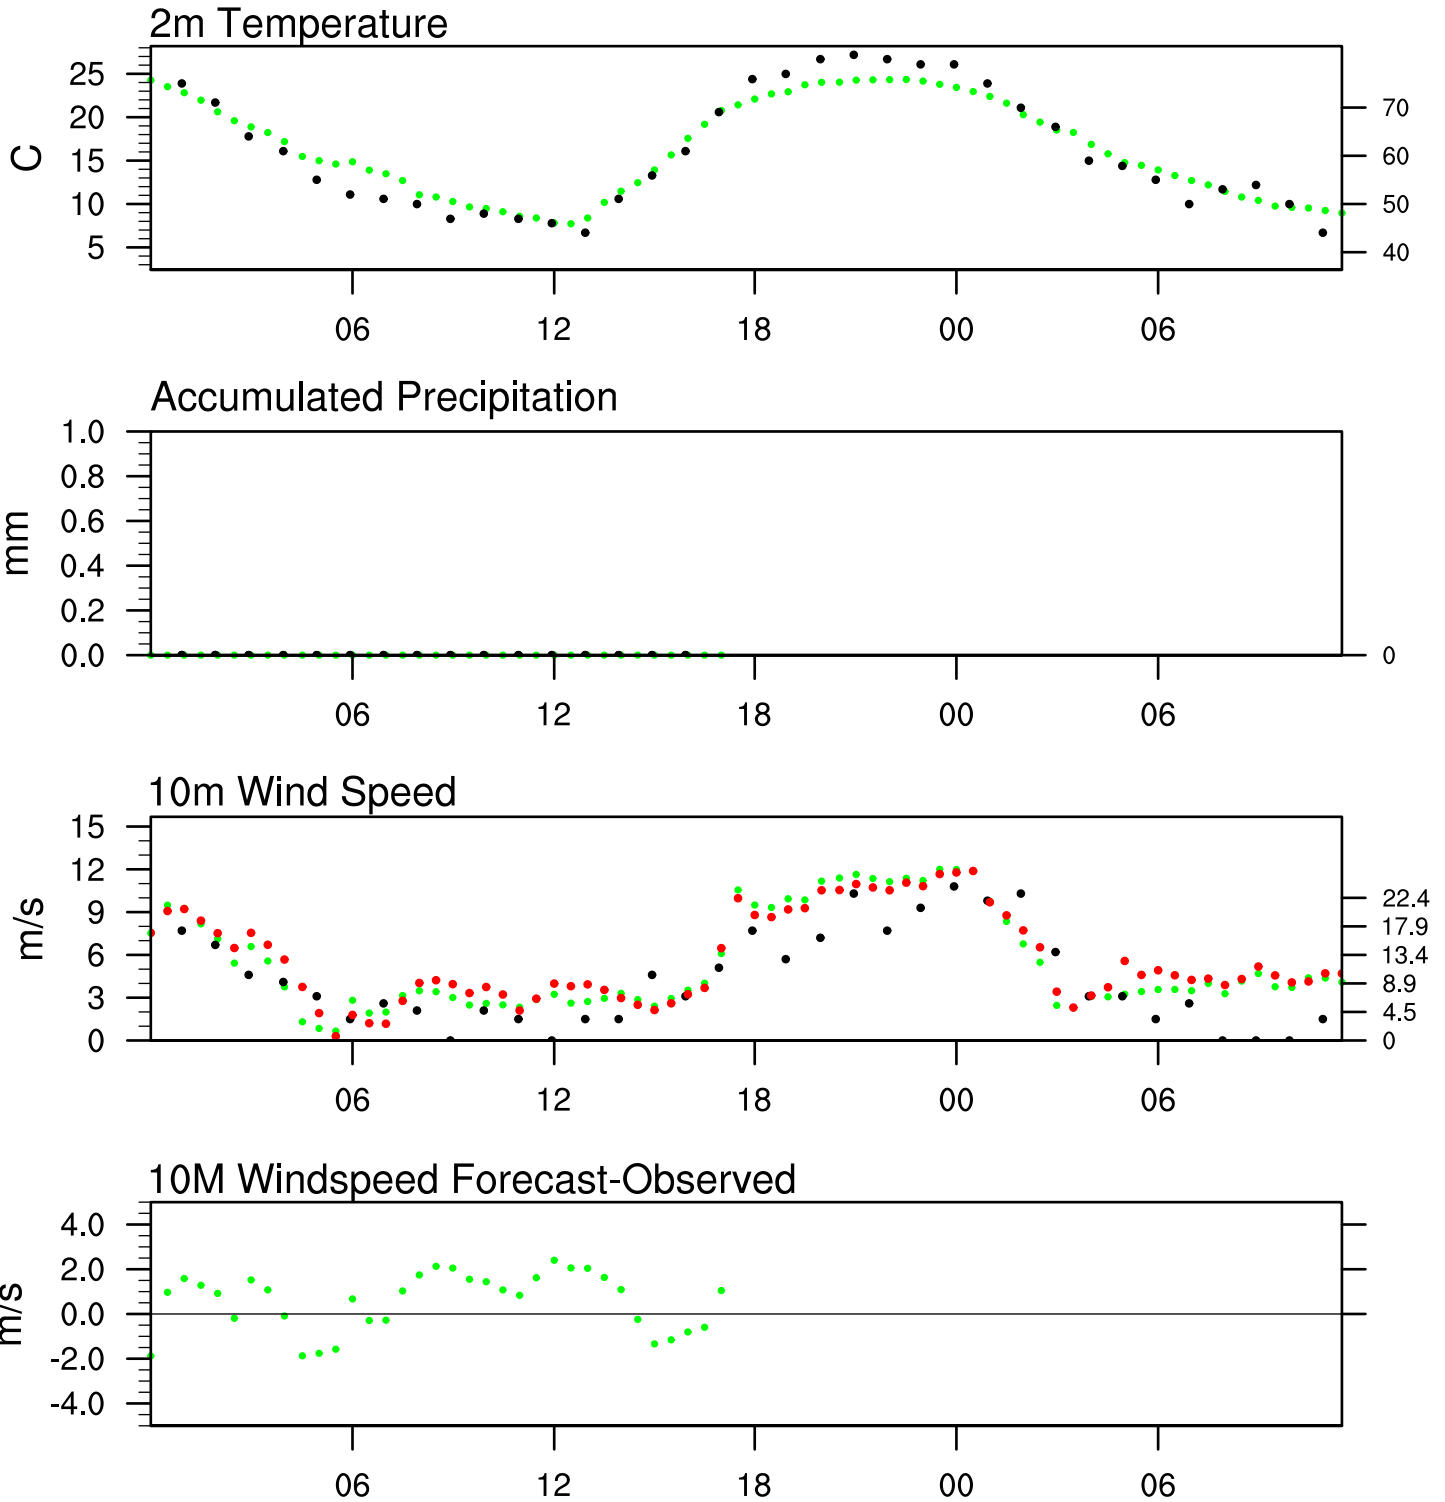 2m Temperature
C
25
20
15
10
5
70
60
50
40
06 12 18 00 06
Accumulated Precipitation
mm
1.0
0.8
0.6
0.4
0.2
0.0
0
06 12 18 00 06
10m Wind Speed
m/s
15
12
9
6
3
0
22.4
17.9
13.4
8.9
4.5
0
06 12 18 00 06
10M Windspeed Forecast-Observed
m/s
4.0
2.0
0.0
-2.0
-4.0
06 12 18 00 06